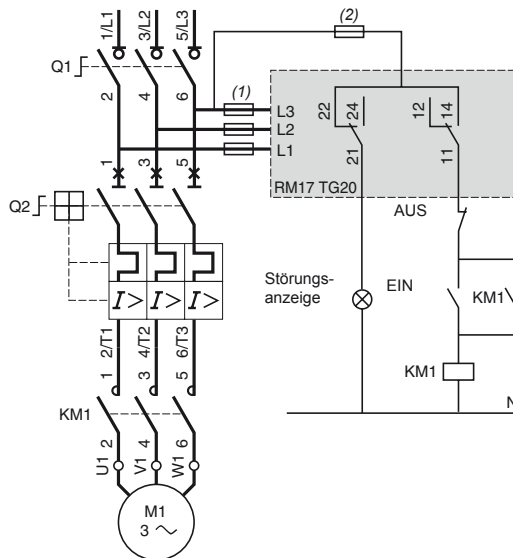 1/L1 3/L2 5/L3
(2)
Q1
2 4 6
(1)
L3
L2
L1
22 24 12 14
21 11
RM17 TG20
1 3 5
Q2
AUS
Störungs-
anzeige
EIN
KM1
I> I> I>
2/T1 4/T2 6/T3
1 3 5
KM1
KM1
N
2 4 6
U1 V1 W1
M1
3